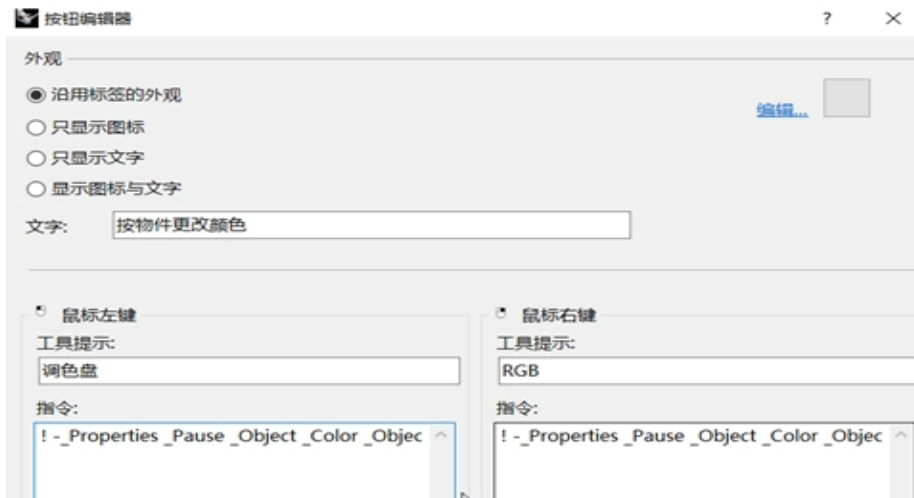 按钮编辑器 ? ×
外观
沿用标签的外观
编辑...
只显示图标
只显示文字
显示图标与文字
文字: 按物件更改颜色
鼠标左键
工具提示:
调色盘
指令:
! -_Properties _Pause _Object _Color _Objec
鼠标右键
工具提示:
RGB
指令:
! -_Properties _Pause _Object _Color _Objec